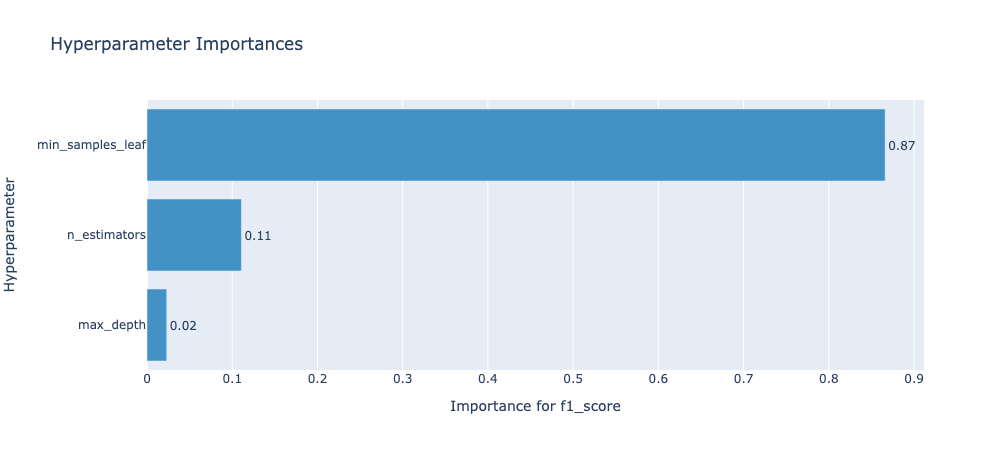 Hyperparameter Importances
Hyperparameter
min_samples_leaf
0.87
n_estimators
0.11
max_depth
0.02
0 0.1 0.2 0.3 0.4 0.5 0.6 0.7 0.8 0.9
Importance for f1_score